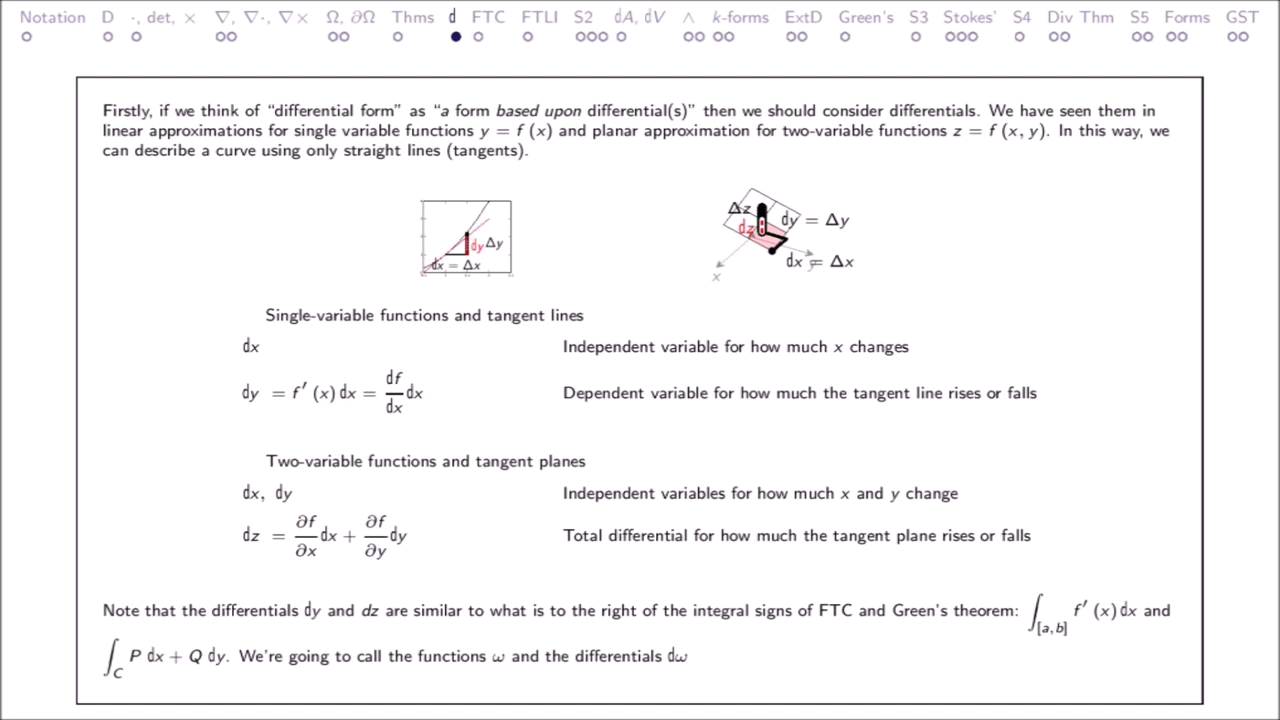 Notation D ·, det, × ∇, ∇·, ∇× Ω, ∂Ω Thms d FTC FTLI S2 dA, dV ∧ k-forms ExtD Green's S3 Stokes' S4 Div Thm S5 Forms GST
Firstly, if we think of “differential form” as “a form based upon differential(s)” then we should consider differentials. We have seen them in
linear approximations for single variable functions y = f (x) and planar approximation for two-variable functions z = f (x, y). In this way, we
can describe a curve using only straight lines (tangents).
dy Δy
dx = Δx
Δz
dz
dy = Δy
dx = Δx
x
Single-variable functions and tangent lines
dx Independent variable for how much x changes
dy = f′ (x) dx = df/dx dx Dependent variable for how much the tangent line rises or falls
Two-variable functions and tangent planes
dx, dy Independent variables for how much x and y change
dz = ∂f/∂x dx + ∂f/∂y dy Total differential for how much the tangent plane rises or falls
Note that the differentials dy and dz are similar to what is to the right of the integral signs of FTC and Green's theorem: ∫_[a,b] f′ (x) dx and
∫_C P dx + Q dy. We're going to call the functions ω and the differentials dω